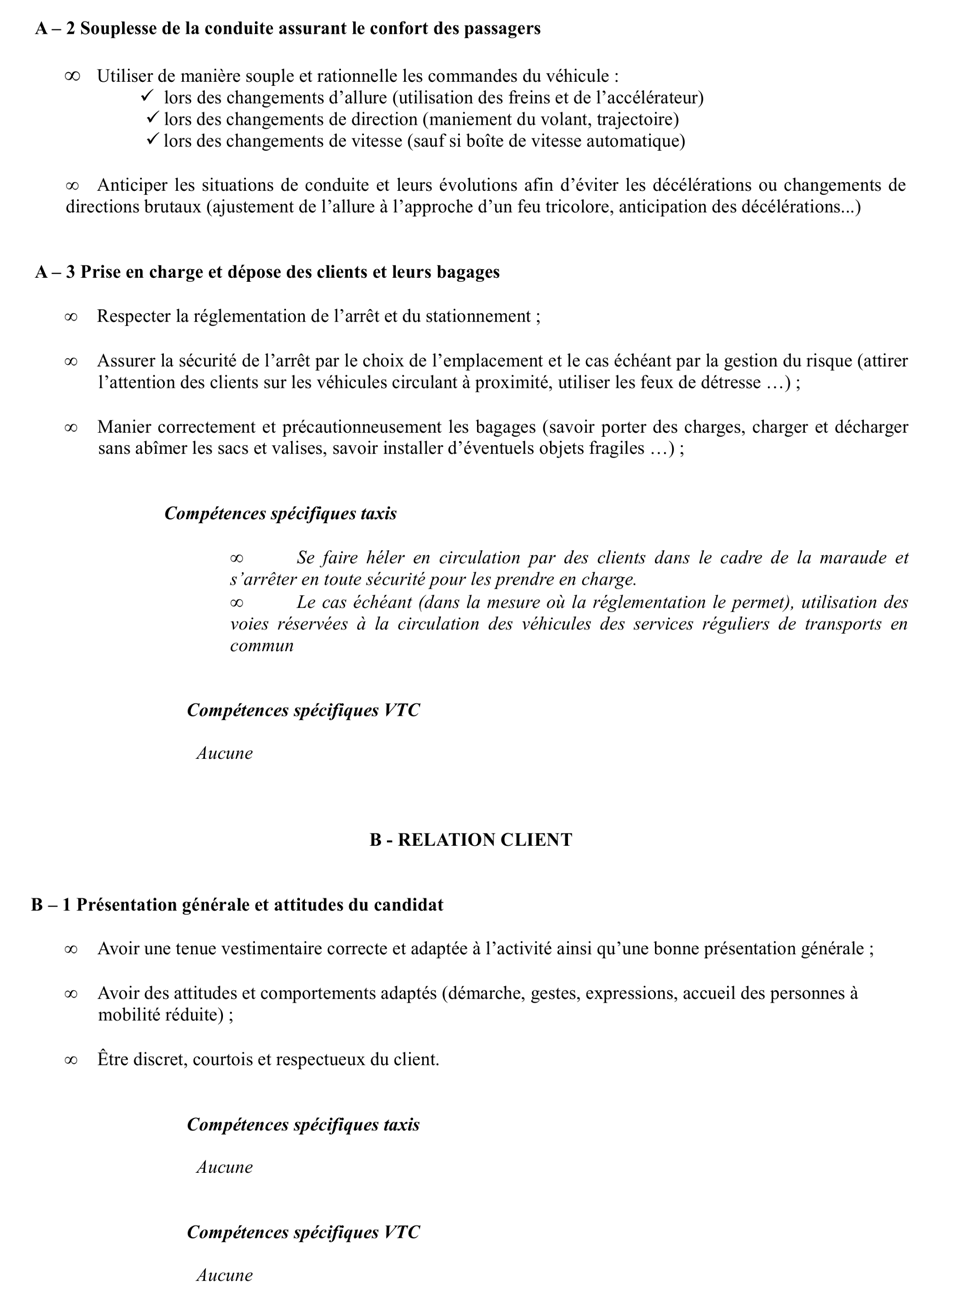 A – 2 Souplesse de la conduite assurant le confort des passagers
∞ Utiliser de manière souple et rationnelle les commandes du véhicule :
✓ lors des changements d’allure (utilisation des freins et de l’accélérateur)
✓ lors des changements de direction (maniement du volant, trajectoire)
✓ lors des changements de vitesse (sauf si boîte de vitesse automatique)
∞ Anticiper les situations de conduite et leurs évolutions afin d’éviter les décélérations ou changements de
directions brutaux (ajustement de l’allure à l’approche d’un feu tricolore, anticipation des décélérations...)
A – 3 Prise en charge et dépose des clients et leurs bagages
∞ Respecter la réglementation de l’arrêt et du stationnement ;
∞ Assurer la sécurité de l’arrêt par le choix de l’emplacement et le cas échéant par la gestion du risque (attirer
l’attention des clients sur les véhicules circulant à proximité, utiliser les feux de détresse …) ;
∞ Manier correctement et précautionneusement les bagages (savoir porter des charges, charger et décharger
sans abîmer les sacs et valises, savoir installer d’éventuels objets fragiles …) ;
Compétences spécifiques taxis
∞ Se faire héler en circulation par des clients dans le cadre de la maraude et
s’arrêter en toute sécurité pour les prendre en charge.
∞ Le cas échéant (dans la mesure où la réglementation le permet), utilisation des
voies réservées à la circulation des véhicules des services réguliers de transports en
commun
Compétences spécifiques VTC
Aucune
B - RELATION CLIENT
B – 1 Présentation générale et attitudes du candidat
∞ Avoir une tenue vestimentaire correcte et adaptée à l’activité ainsi qu’une bonne présentation générale ;
∞ Avoir des attitudes et comportements adaptés (démarche, gestes, expressions, accueil des personnes à
mobilité réduite) ;
∞ Être discret, courtois et respectueux du client.
Compétences spécifiques taxis
Aucune
Compétences spécifiques VTC
Aucune